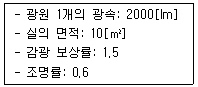 - 광원 1개의 광속: 2000[lm]
- 실의 면적: 10[㎡]
- 감광 보상률: 1.5
- 조명률: 0.6